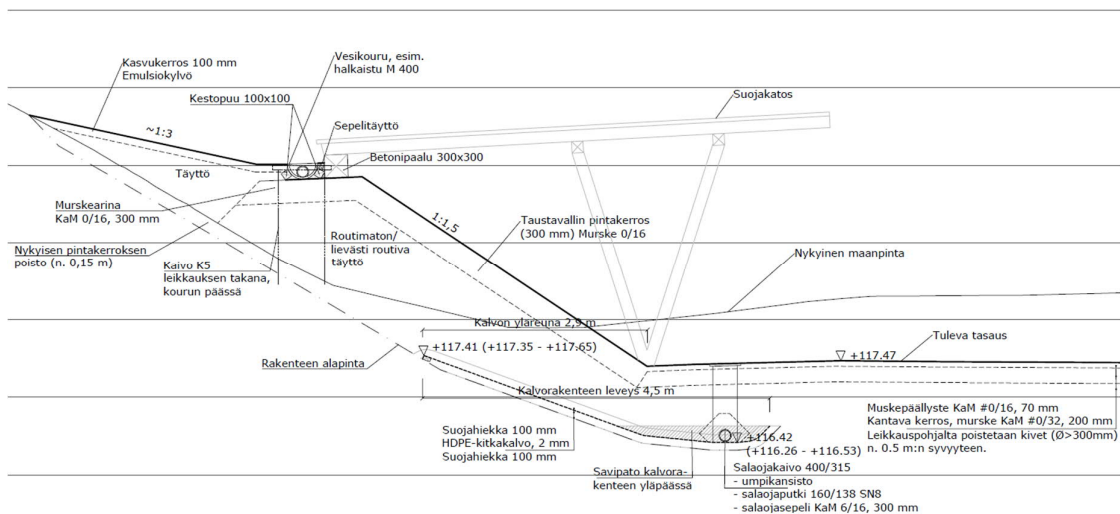 Kasvukerros 100 mm
Emulsiokylvö
Vesikouru, esim.
halkaistu M 400
Kestopuu 100x100
Suojakatos
~1:3
Sepelitäyttö
Betonipaalu 300x300
Täyttö
Murskearina
KaM 0/16, 300 mm
1:1,5
Taustavallin pintakerros
(300 mm) Murske 0/16
Routimaton/
lievästi routiva
täyttö
Nykyisen pintakerroksen
poisto (n. 0,15 m)
Kaivo K5
leikkauksen takana,
kourun päässä
Nykyinen maanpinta
Kalvon yläreuna 2,9 m
+117.41 (+117.35 - +117.65)
Tuleva tasaus
+117.47
Rakenteen alapinta
Kalvorakenteen leveys 4,5 m
Muskepäällyste KaM #0/16, 70 mm
Kantava kerros, murske KaM #0/32, 200 mm
Leikkauspohjalta poistetaan kivet (Ø>300mm)
n. 0.5 m:n syvyyteen.
Suojahiekka 100 mm
HDPE-kitkakalvo, 2 mm
Suojahiekka 100 mm
+116.42
(+116.26 - +116.53)
Savipato kalvora-
kenteen yläpäässä
Salaojakaivo 400/315
- umpikansisto
- salaojaputki 160/138 SN8
- salaojasepeli KaM 6/16, 300 mm